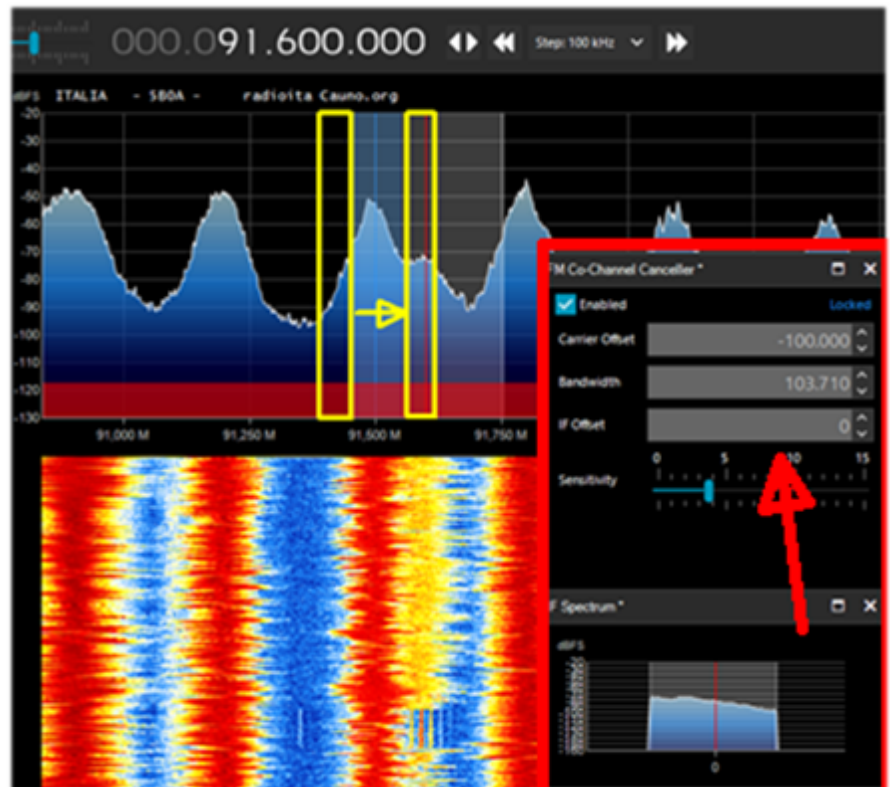 000.091.600.000 Step: 100 kHz
dBFS ITALIA - 5B0A - radioita Cauno.org
-20
-30
-40
-50
-60
-70
-80
-90
-100
-110
-120
-130
91,000 M 91,250 M 91,500 M 91,750 M
FM Co-Channel Canceller *
Enabled Locked
Carrier Offset -100.000
Bandwidth 103.710
IF Offset 0
0 5 10 15
Sensitivity
IF Spectrum *
dBFS
0